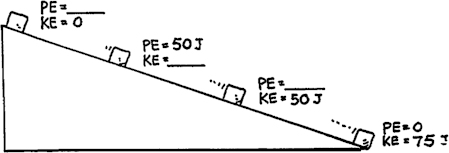 PE = ____
KE = 0
PE = 50 J
KE = ____
PE = ____
KE = 50 J
PE = 0
KE = 75 J